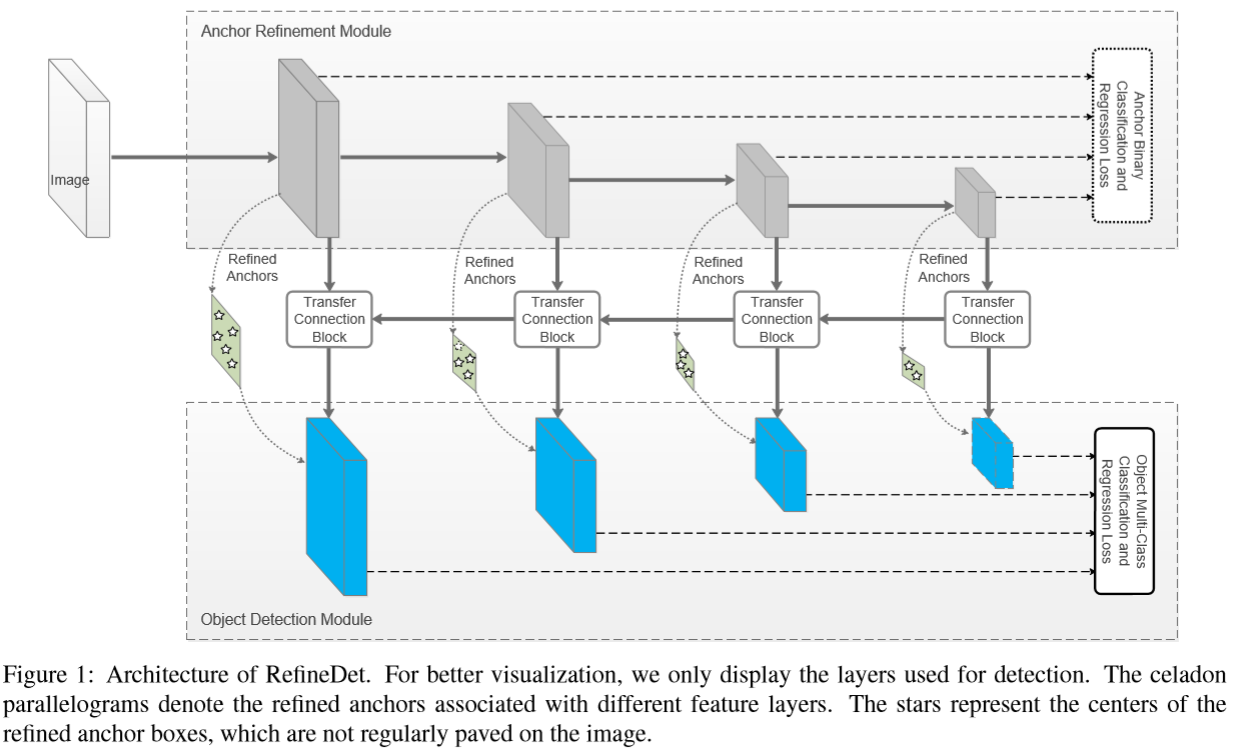 Anchor Refinement Module
Anchor Binary
Classification and
Regression Loss
Image
Refined
Anchors
Refined
Anchors
Refined
Anchors
Refined
Anchors
Transfer
Connection
Block
Transfer
Connection
Block
Transfer
Connection
Block
Transfer
Connection
Block
Object Multi-Class
Classification and
Regression Loss
Object Detection Module
Figure 1: Architecture of RefineDet. For better visualization, we only display the layers used for detection. The celadon
parallelograms denote the refined anchors associated with different feature layers. The stars represent the centers of the
refined anchor boxes, which are not regularly paved on the image.